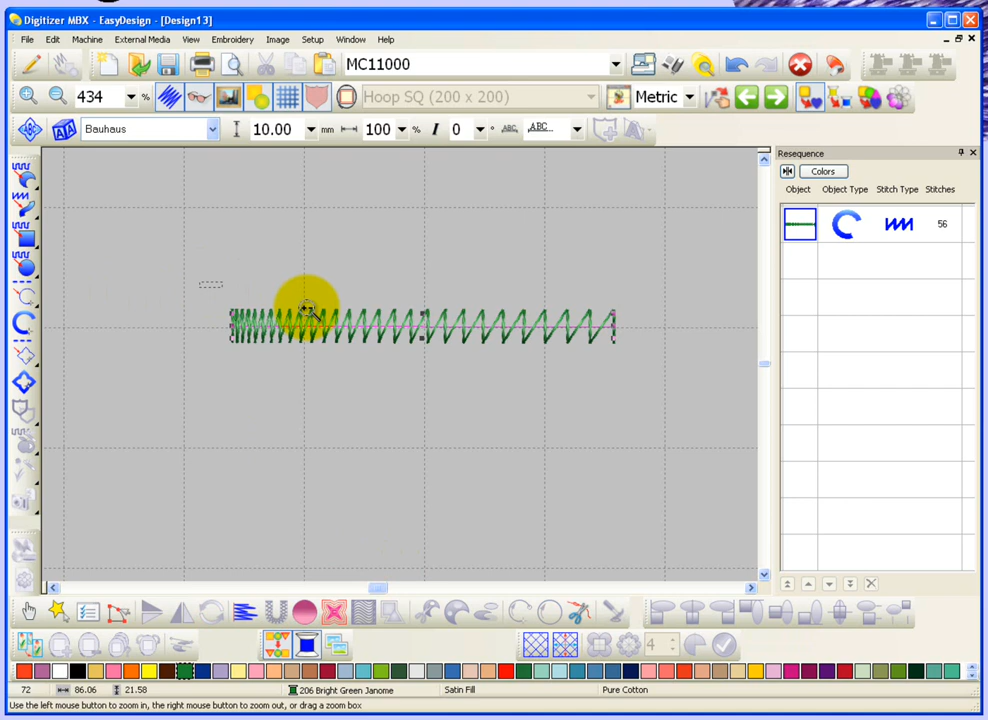 Digitizer MBX - EasyDesign - [Design13]
File Edit Machine External Media View Embroidery Image Setup Window Help
MC11000
434 % Hoop SQ (200 x 200) Metric
Bauhaus 10.00 mm 100 % I 0 ° ABC ABC...
Resequence
Colors
Object Object Type Stitch Type Stitches
56
4
72 86.06 21.58 206 Bright Green Janome Satin Fill Pure Cotton
Use the left mouse button to zoom in, the right mouse button to zoom out, or drag a zoom box